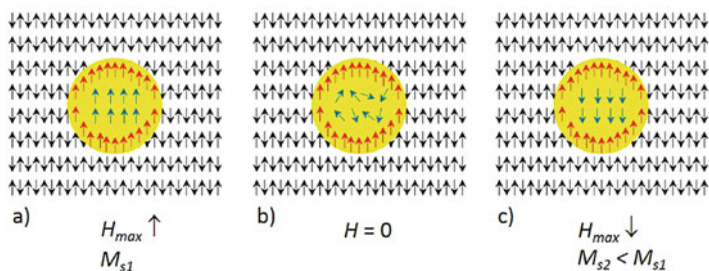 a)
H_max ↑
M_s1
b)
H = 0
c)
H_max ↓
M_s2 < M_s1